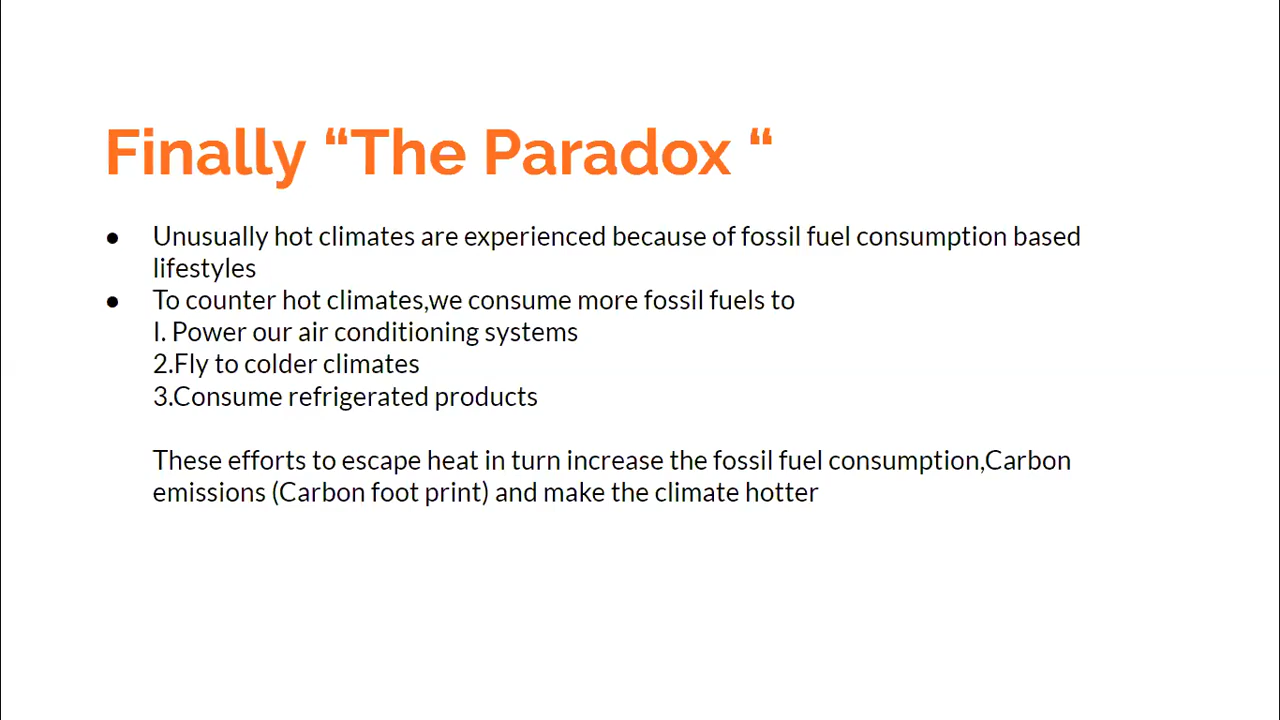 Finally “The Paradox “
● Unusually hot climates are experienced because of fossil fuel consumption based
lifestyles
● To counter hot climates,we consume more fossil fuels to
I. Power our air conditioning systems
2.Fly to colder climates
3.Consume refrigerated products
These efforts to escape heat in turn increase the fossil fuel consumption,Carbon
emissions (Carbon foot print) and make the climate hotter